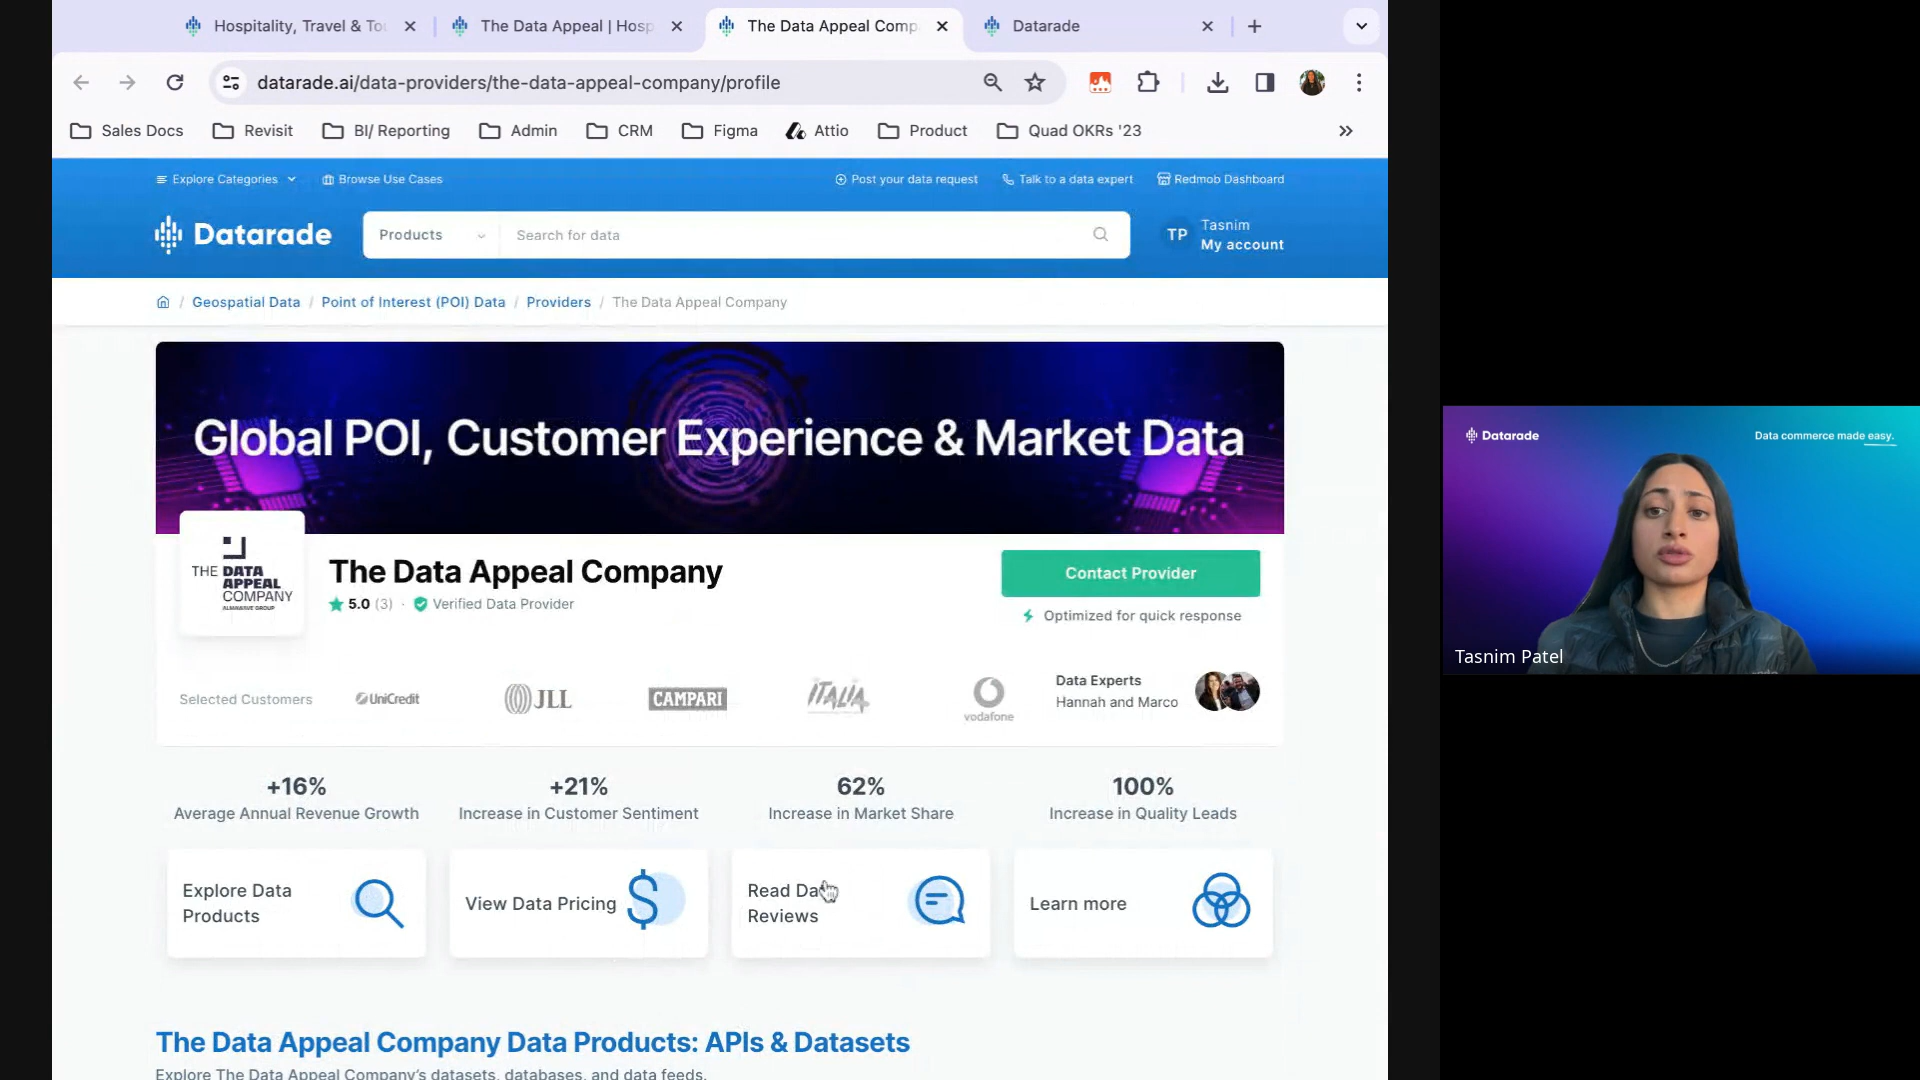 Hospitality, Travel & To
The Data Appeal | Hosp
The Data Appeal Comp
Datarade
datarade.ai/data-providers/the-data-appeal-company/profile
Sales Docs
Revisit
BI/ Reporting
Admin
CRM
Figma
Attio
Product
Quad OKRs '23
Explore Categories
Browse Use Cases
Post your data request
Talk to a data expert
Redmob Dashboard
Datarade
Products
Search for data
TP
Tasnim
My account
/ Geospatial Data / Point of Interest (POI) Data / Providers / The Data Appeal Company
Global POI, Customer Experience & Market Data
THE DATA
APPEAL
COMPANY
ALMAWAVE GROUP
The Data Appeal Company
5.0 (3) · Verified Data Provider
Contact Provider
Optimized for quick response
Selected Customers
UniCredit
JLL
CAMPARI
ITALIA
vodafone
Data Experts
Hannah and Marco
+16%
Average Annual Revenue Growth
+21%
Increase in Customer Sentiment
62%
Increase in Market Share
100%
Increase in Quality Leads
Explore Data
Products
View Data Pricing
Read Da
Reviews
Learn more
The Data Appeal Company Data Products: APIs & Datasets
Explore The Data Appeal Company's datasets, databases, and data feeds.
Datarade
Data commerce made easy.
Tasnim Patel